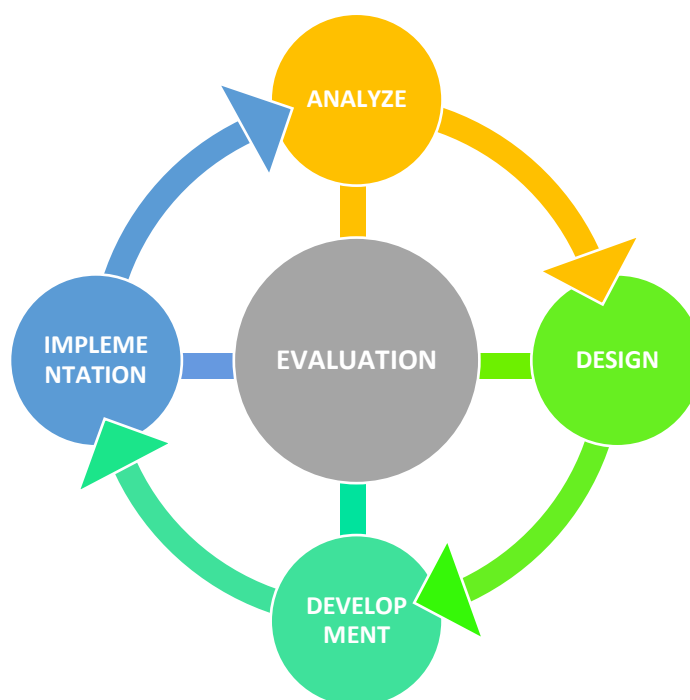 ANALYZE
IMPLEME
NTATION
EVALUATION
DESIGN
DEVELOP
MENT